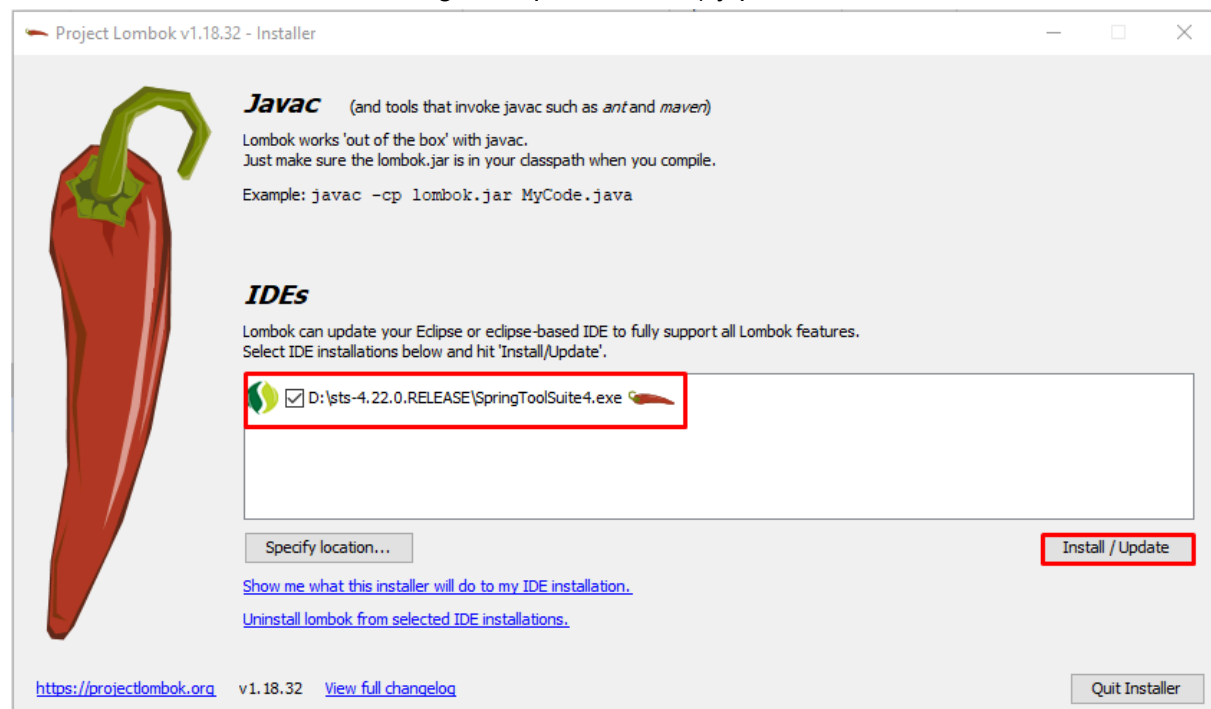 Project Lombok v1.18.32 - Installer
Javac (and tools that invoke javac such as ant and maven)
Lombok works 'out of the box' with javac.
Just make sure the lombok.jar is in your classpath when you compile.
Example: javac -cp lombok.jar MyCode.java
IDEs
Lombok can update your Eclipse or eclipse-based IDE to fully support all Lombok features.
Select IDE installations below and hit 'Install/Update'.
D:\sts-4.22.0.RELEASE\SpringToolSuite4.exe
Specify location... Install / Update
Show me what this installer will do to my IDE installation.
Uninstall lombok from selected IDE installations.
https://projectlombok.org v1.18.32 View full changelog Quit Installer